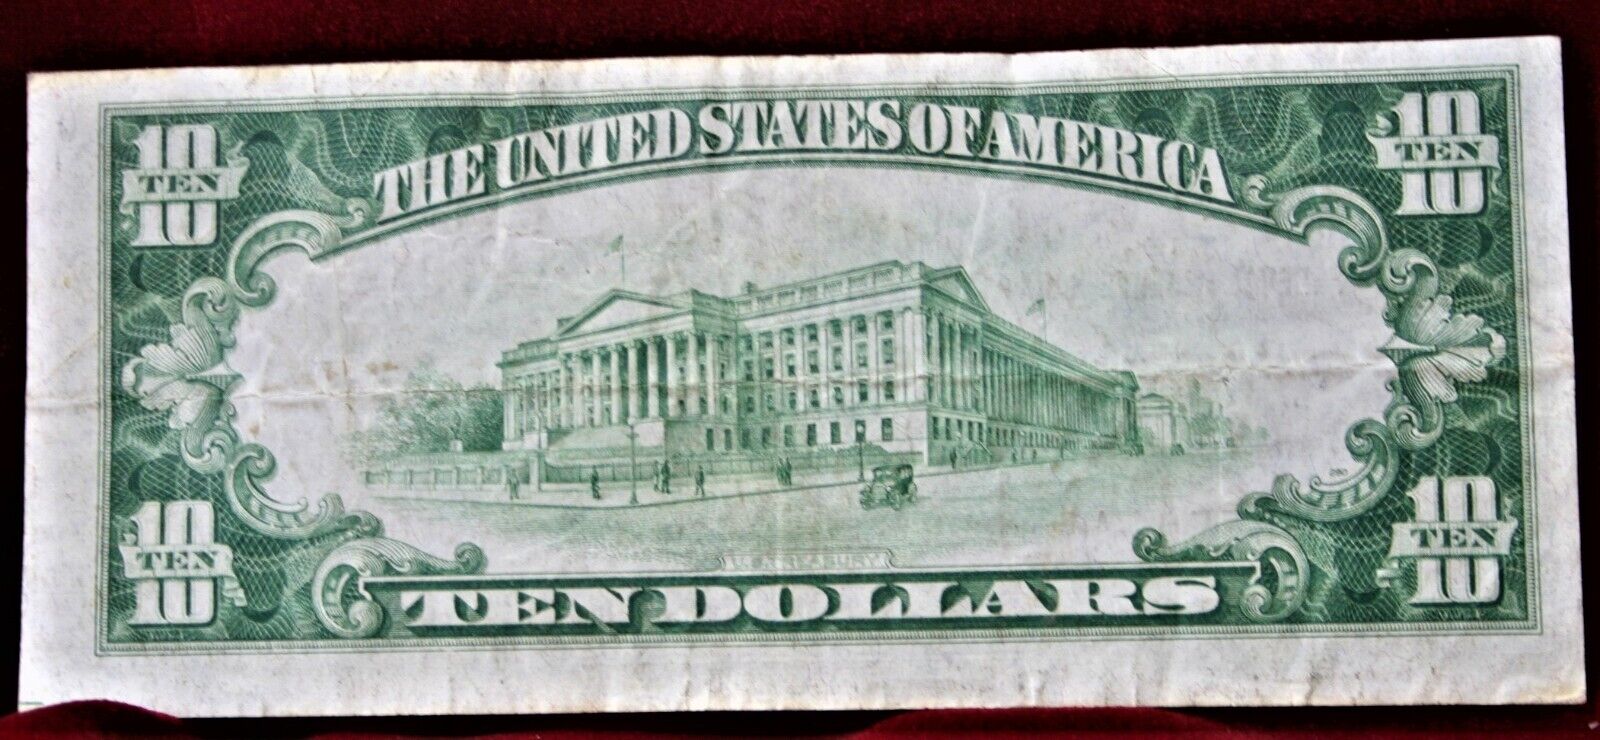 10 TEN 10
THE UNITED STATES OF AMERICA
10 TEN 10
10 TEN 10
U.S. TREASURY
10 TEN 10
TEN DOLLARS